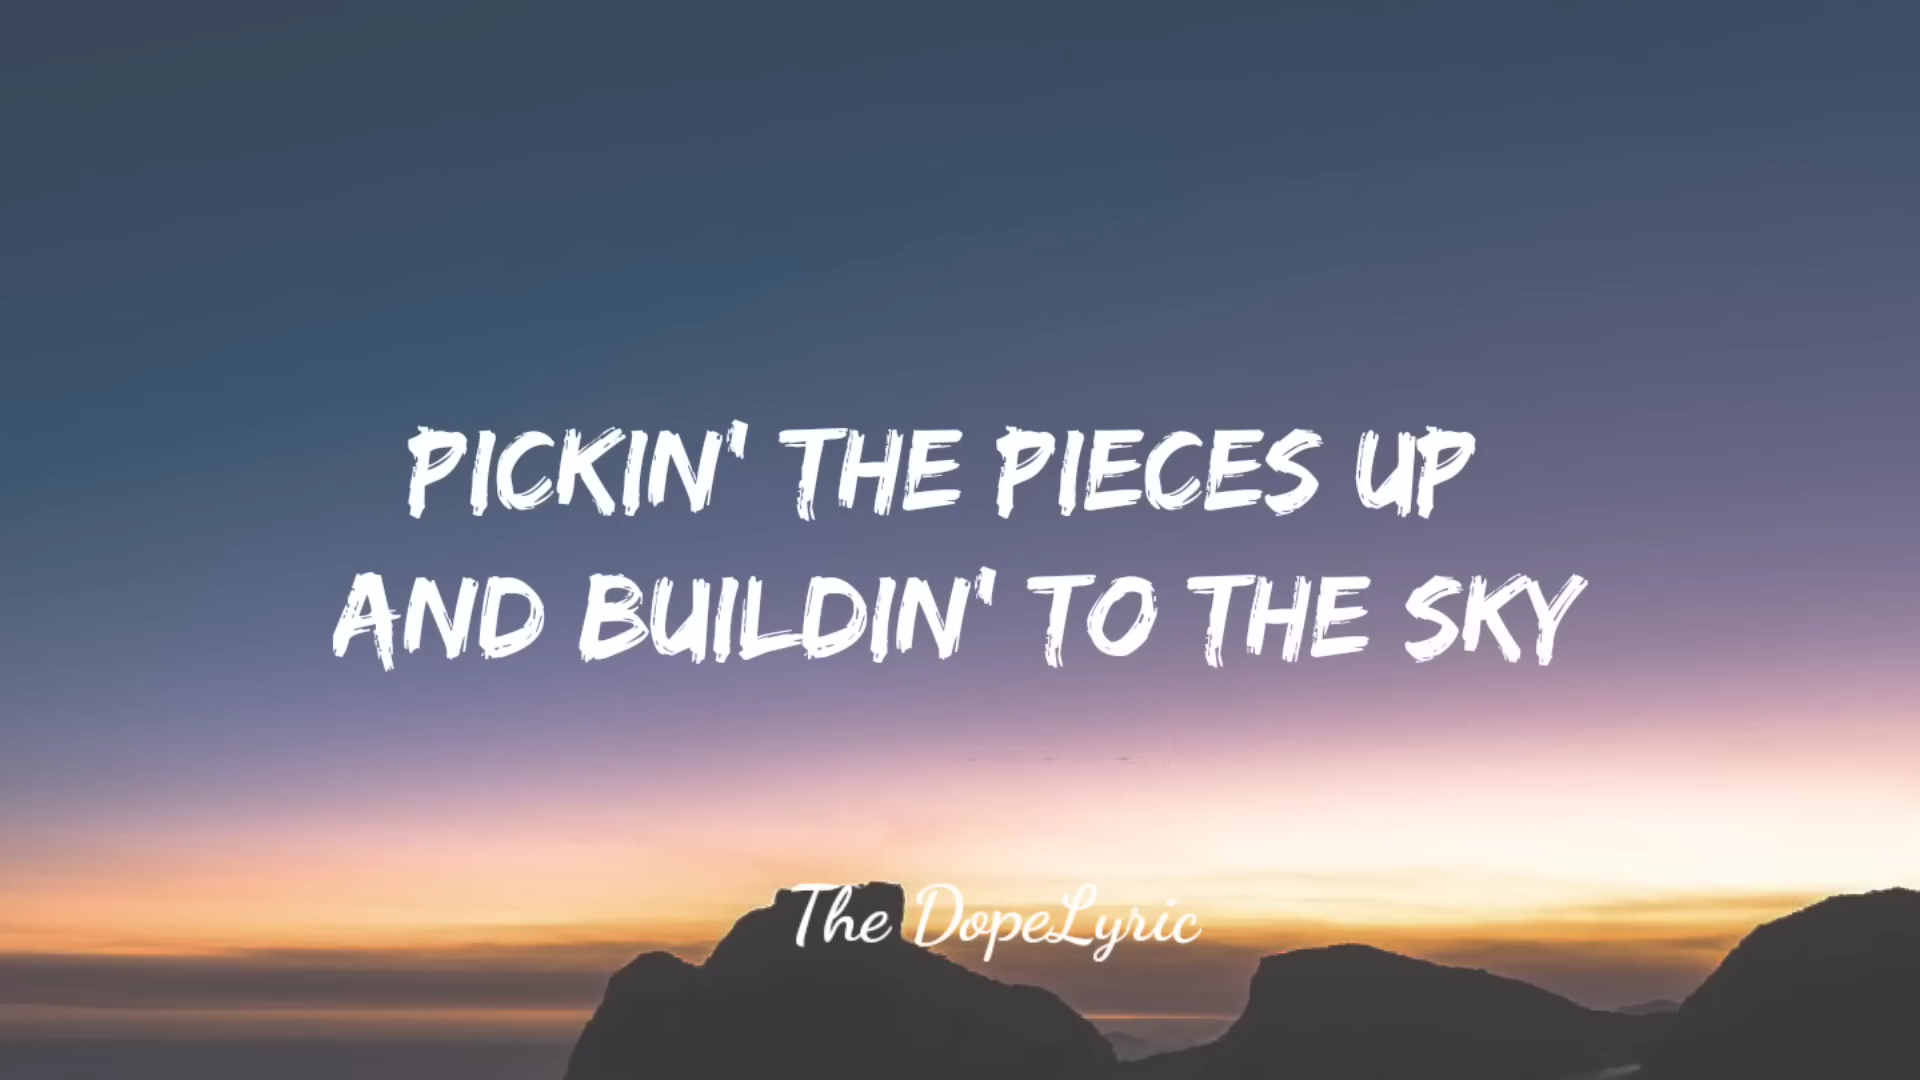 PICKIN' THE PIECES UP
AND BUILDIN' TO THE SKY
The DopeLyric